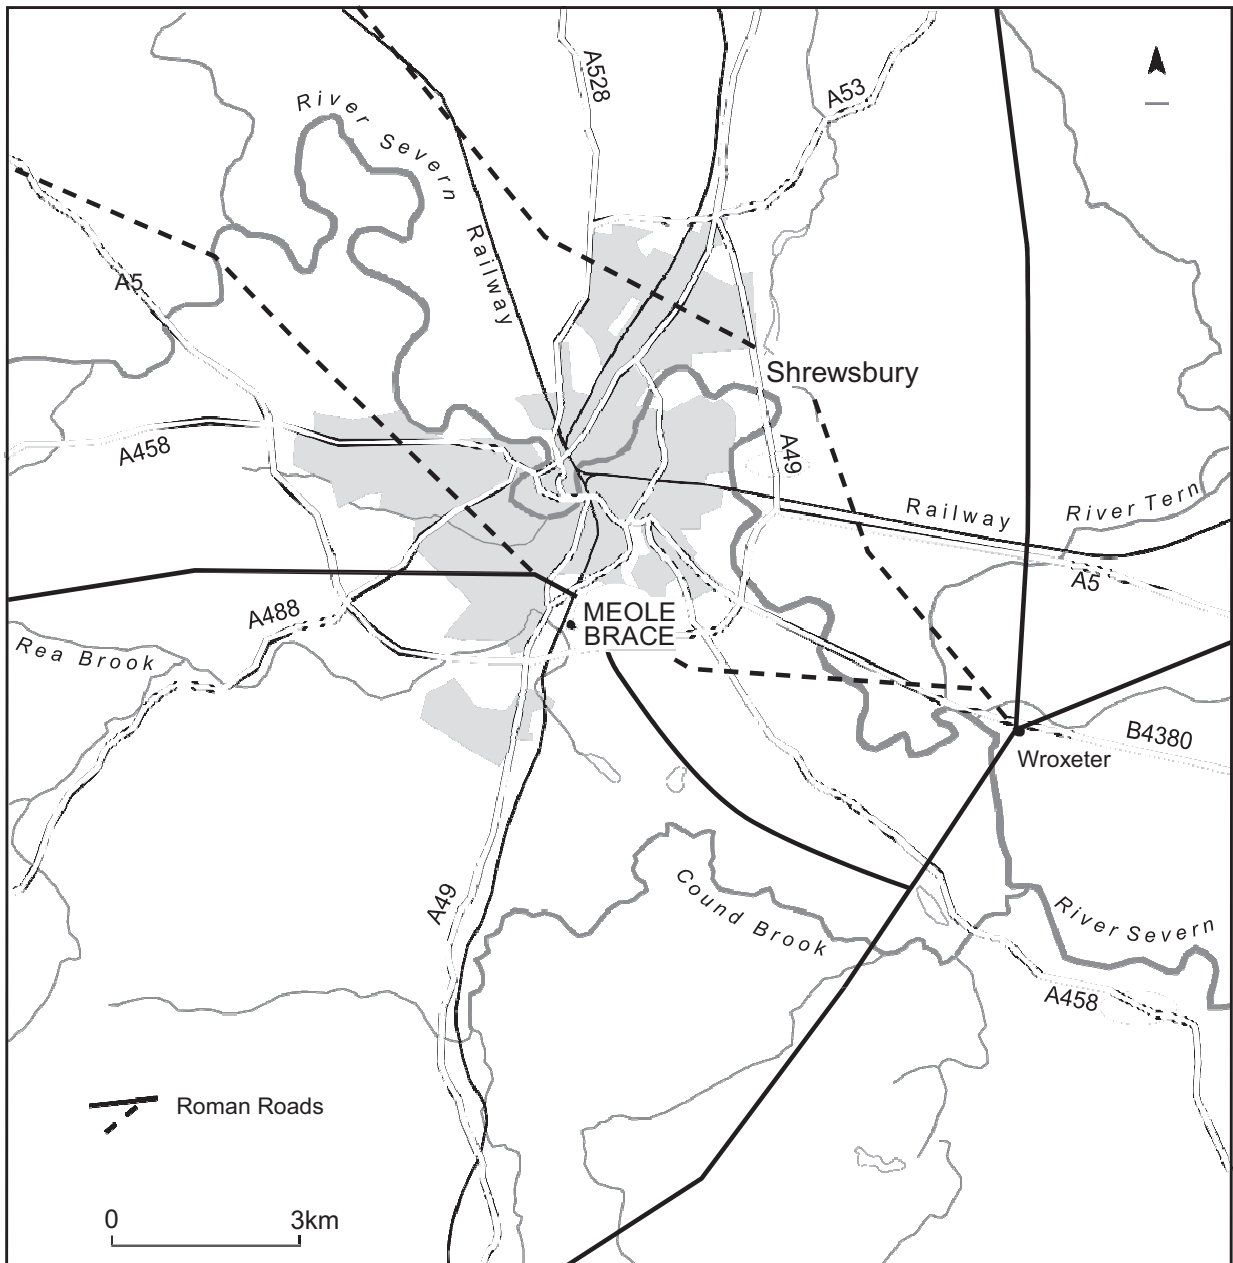 A528
A53
River Severn
Railway
A5
Shrewsbury
A458
A49
Railway
River Tern
A5
A488
MEOLE
BRACE
Rea Brook
B4380
Wroxeter
A49
Cound Brook
River Severn
A458
Roman Roads
0 3km